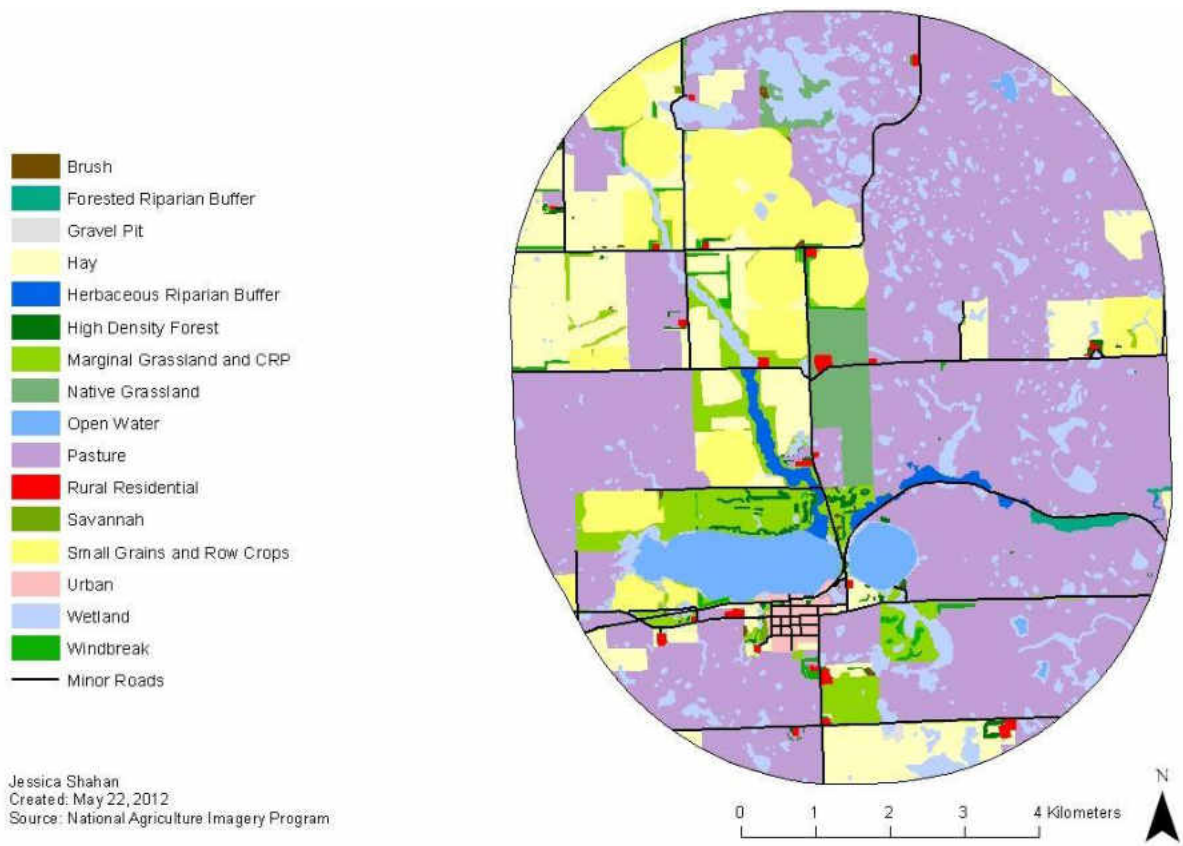 Brush
Forested Riparian Buffer
Gravel Pit
Hay
Herbaceous Riparian Buffer
High Density Forest
Marginal Grassland and CRP
Native Grassland
Open Water
Pasture
Rural Residential
Savannah
Small Grains and Row Crops
Urban
Wetland
Windbreak
Minor Roads
Jessica Shahan
Created: May 22, 2012
Source: National Agriculture Imagery Program
0 1 2 3 4 Kilometers
N